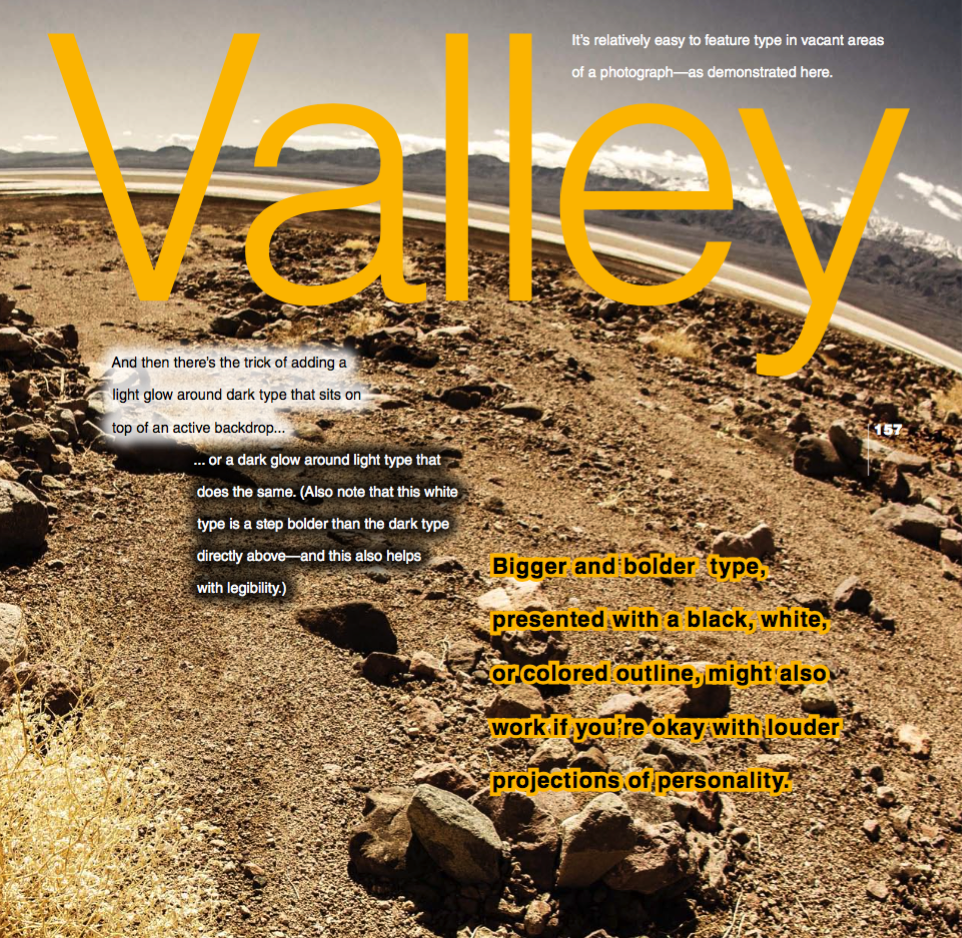 Valley
It's relatively easy to feature type in vacant areas
of a photograph—as demonstrated here.
And then there's the trick of adding a
light glow around dark type that sits on
top of an active backdrop...
... or a dark glow around light type that
does the same. (Also note that this white
type is a step bolder than the dark type
directly above—and this also helps
with legibility.)
157
Bigger and bolder type,
presented with a black, white,
or colored outline, might also
work if you're okay with louder
projections of personality.